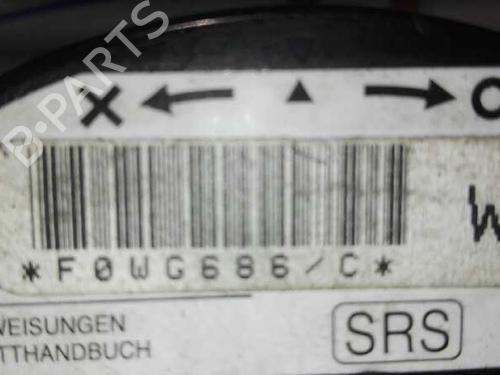 B-PARTS
*F0WG686/C*
WEISUNGEN
TTHANDBUCH
SRS